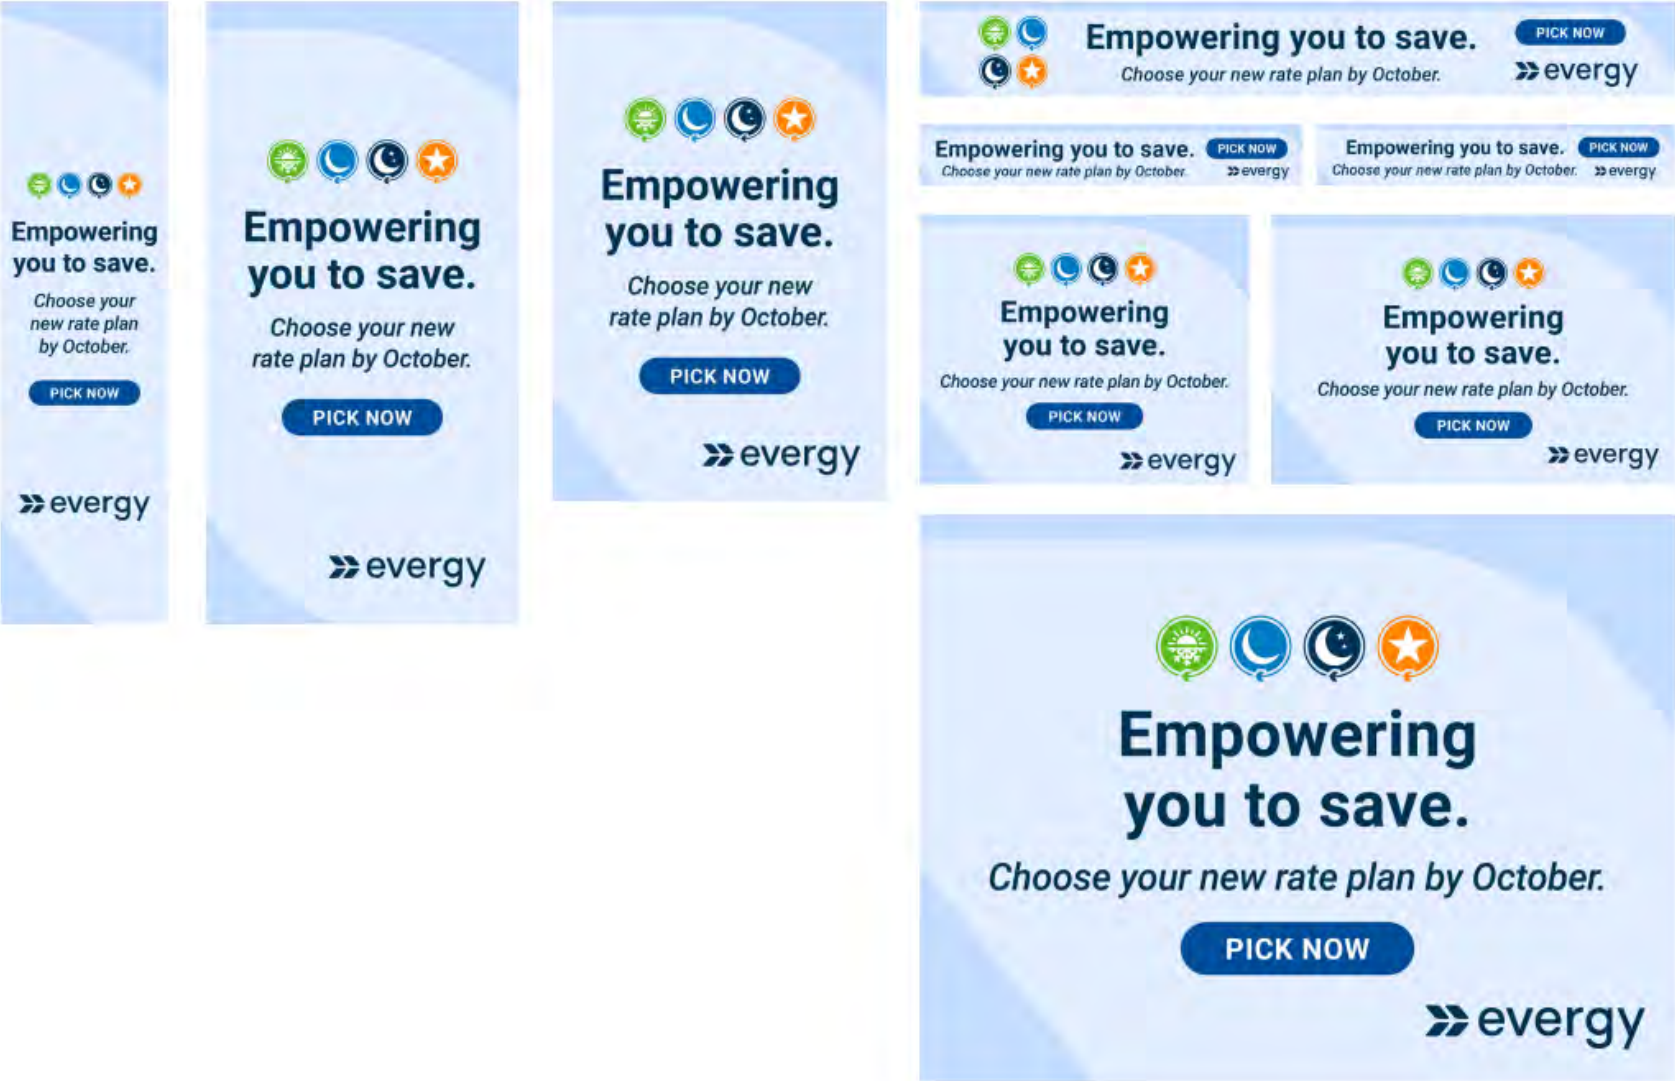 Empowering
you to save.
Choose your
new rate plan
by October.
PICK NOW
evergy
Empowering
you to save.
Choose your new
rate plan by October.
PICK NOW
evergy
Empowering
you to save.
Choose your new
rate plan by October.
PICK NOW
evergy
Empowering you to save.
Choose your new rate plan by October.
PICK NOW
evergy
Empowering you to save.
Choose your new rate plan by October.
PICK NOW
evergy
Empowering you to save.
Choose your new rate plan by October.
PICK NOW
evergy
Empowering
you to save.
Choose your new rate plan by October.
PICK NOW
evergy
Empowering
you to save.
Choose your new rate plan by October.
PICK NOW
evergy
Empowering
you to save.
Choose your new rate plan by October.
PICK NOW
evergy